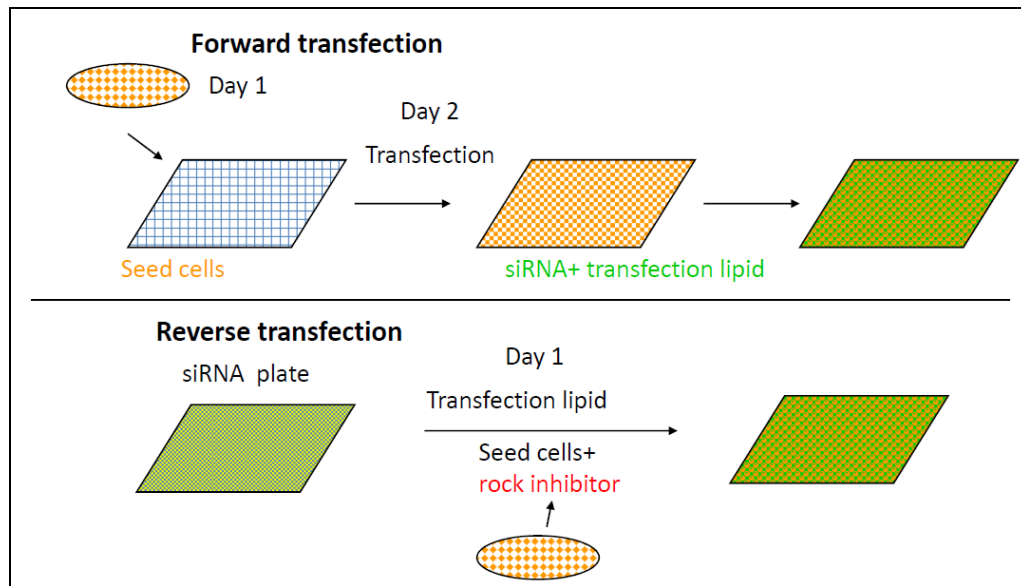 Forward transfection
Day 1
Day 2
Transfection
Seed cells
siRNA+ transfection lipid
Reverse transfection
siRNA plate
Day 1
Transfection lipid
Seed cells+
rock inhibitor